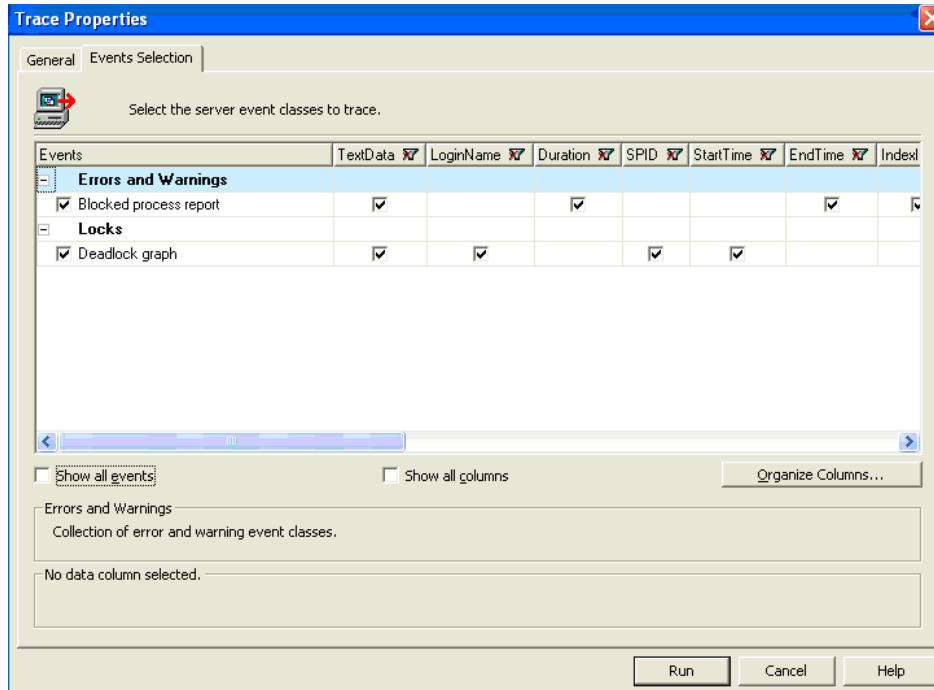 Trace Properties
General Events Selection
Select the server event classes to trace.
Events TextData LoginName Duration SPID StartTime EndTime IndexI
Errors and Warnings
Blocked process report
Locks
Deadlock graph
Show all events Show all columns Organize Columns...
Errors and Warnings
Collection of error and warning event classes.
No data column selected.
Run Cancel Help